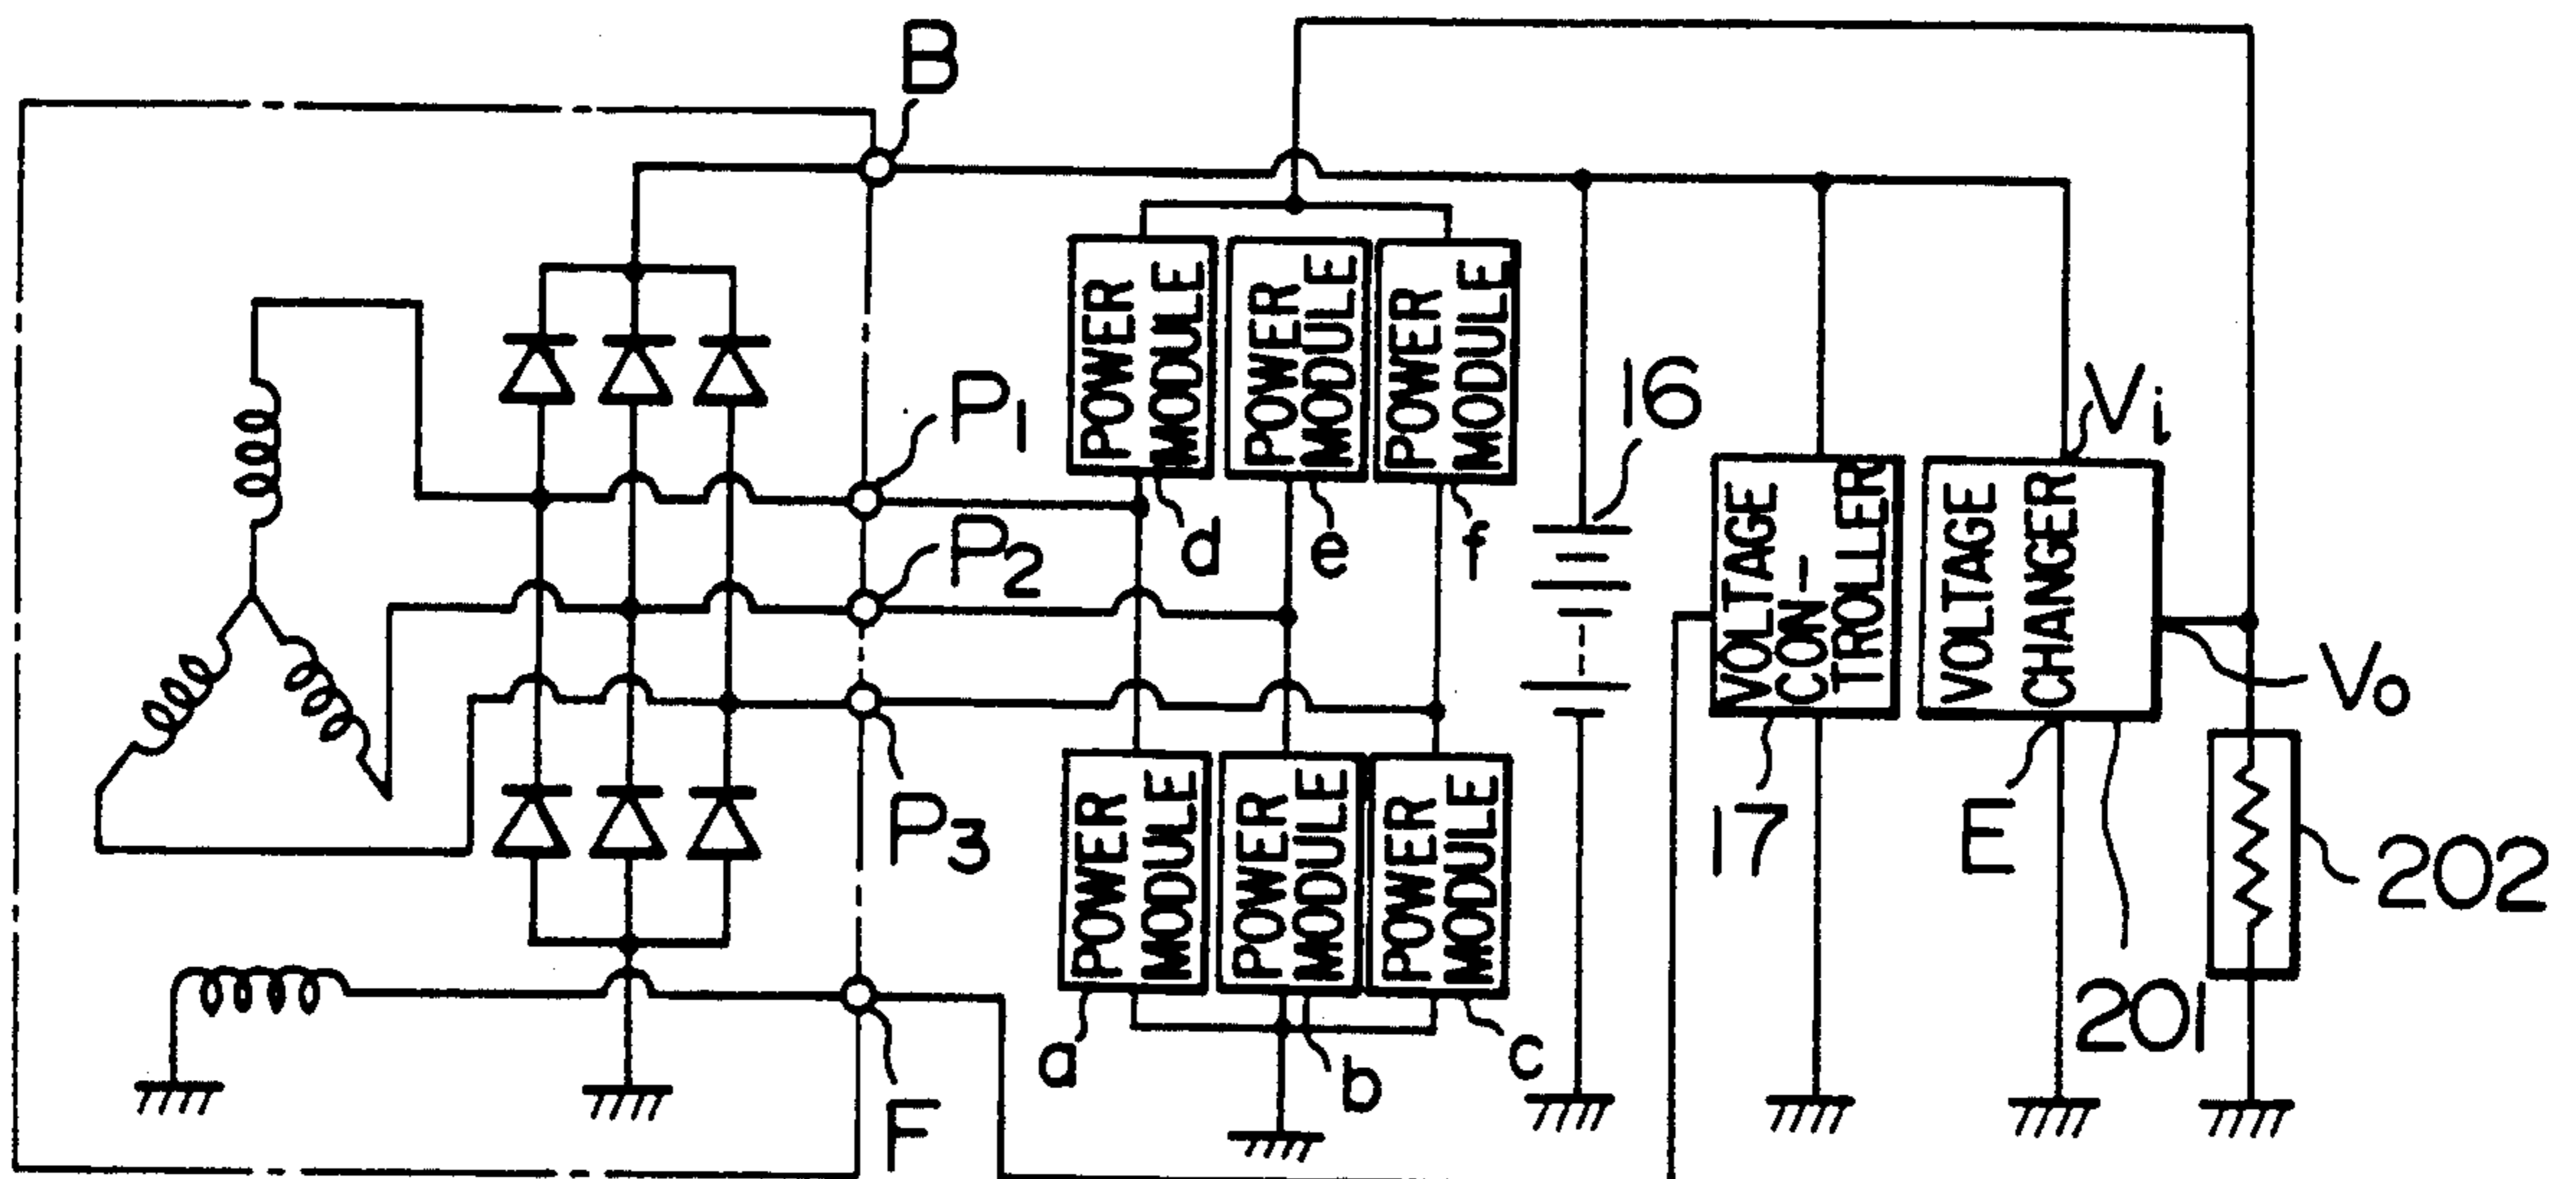 B
P1
P2
P3
F
POWER
MODULE
d
POWER
MODULE
e
POWER
MODULE
f
POWER
MODULE
a
POWER
MODULE
b
POWER
MODULE
c
16
VOLTAGE
CON-
TROLLER
17
VOLTAGE
CHANGER
Vi
Vo
E
201
202